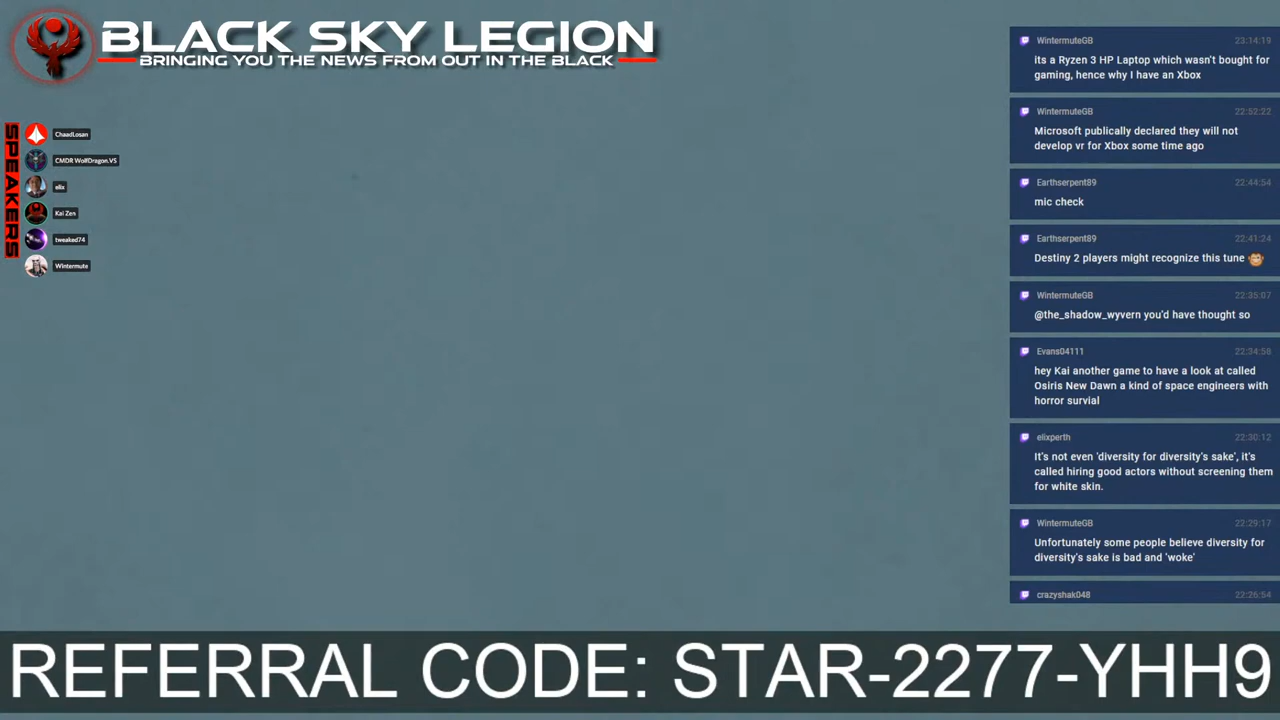 BLACK SKY LEGION
BRINGING YOU THE NEWS FROM OUT IN THE BLACK
SPEAKERS
ChaadLosan
CMDR WolfDragon.VS
elix
Kai Zen
tweaked74
Wintermute
WintermuteGB 23:14:19
its a Ryzen 3 HP Laptop which wasn't bought for
gaming, hence why I have an Xbox
WintermuteGB 22:52:22
Microsoft publically declared they will not
develop vr for Xbox some time ago
Earthserpent89 22:44:54
mic check
Earthserpent89 22:41:24
Destiny 2 players might recognize this tune
WintermuteGB 22:35:07
@the_shadow_wyvern you'd have thought so
Evans04111 22:34:58
hey Kai another game to have a look at called
Osiris New Dawn a kind of space engineers with
horror survial
elixperth 22:30:12
It's not even 'diversity for diversity's sake', it's
called hiring good actors without screening them
for white skin.
WintermuteGB 22:29:17
Unfortunately some people believe diversity for
diversity's sake is bad and 'woke'
crazyshak048 22:26:54
REFERRAL CODE: STAR-2277-YHH9